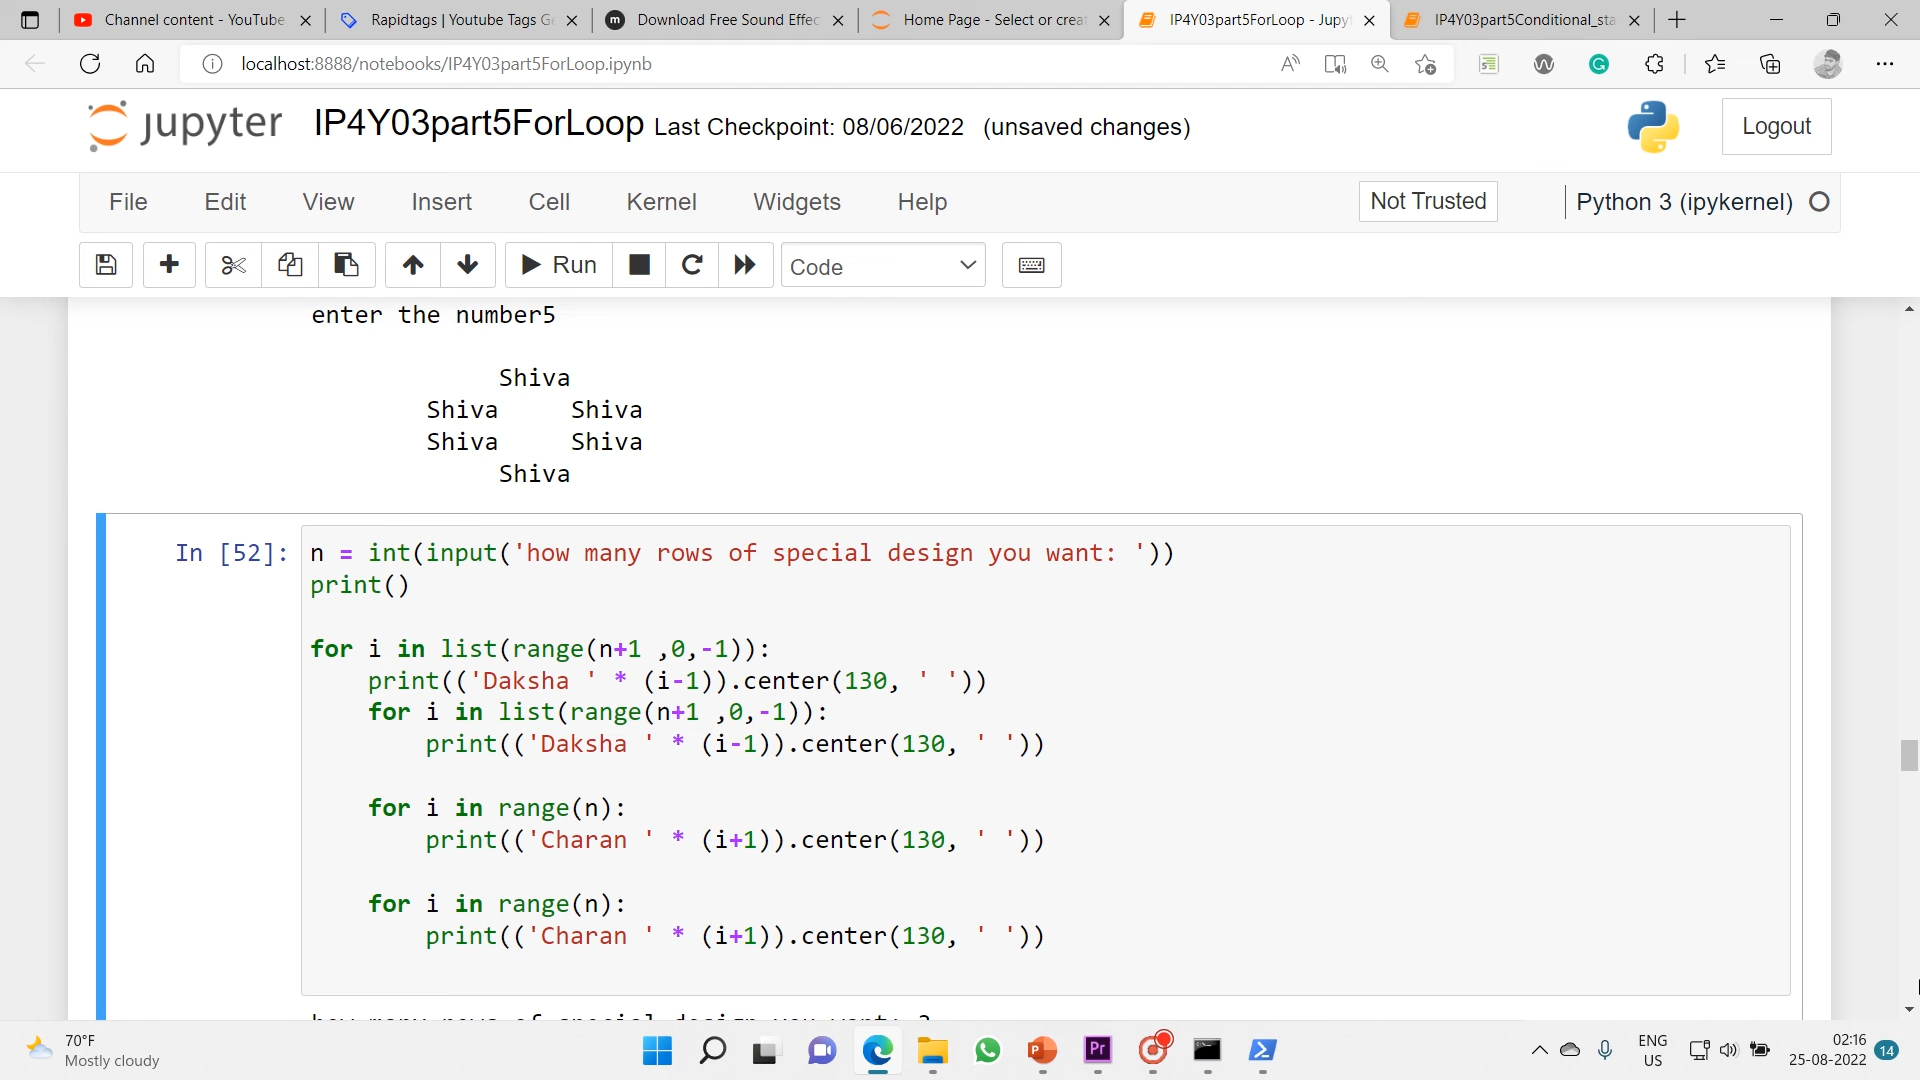 Channel content - YouTube
Rapidtags | Youtube Tags Ge
Download Free Sound Effec
Home Page - Select or creat
IP4Y03part5ForLoop - Jupyt
IP4Y03part5Conditional_sta
localhost:8888/notebooks/IP4Y03part5ForLoop.ipynb
jupyter IP4Y03part5ForLoop Last Checkpoint: 08/06/2022 (unsaved changes)
Logout
File Edit View Insert Cell Kernel Widgets Help
Not Trusted
Python 3 (ipykernel)
Run
Code
enter the number5
Shiva
Shiva Shiva
Shiva Shiva
Shiva
In [52]: n = int(input('how many rows of special design you want: '))
print()
for i in list(range(n+1 ,0,-1)):
print(('Daksha ' * (i-1)).center(130, ' '))
for i in list(range(n+1 ,0,-1)):
print(('Daksha ' * (i-1)).center(130, ' '))
for i in range(n):
print(('Charan ' * (i+1)).center(130, ' '))
for i in range(n):
print(('Charan ' * (i+1)).center(130, ' '))
70°F
Mostly cloudy
Pr
ENG
US
02:16
25-08-2022
14